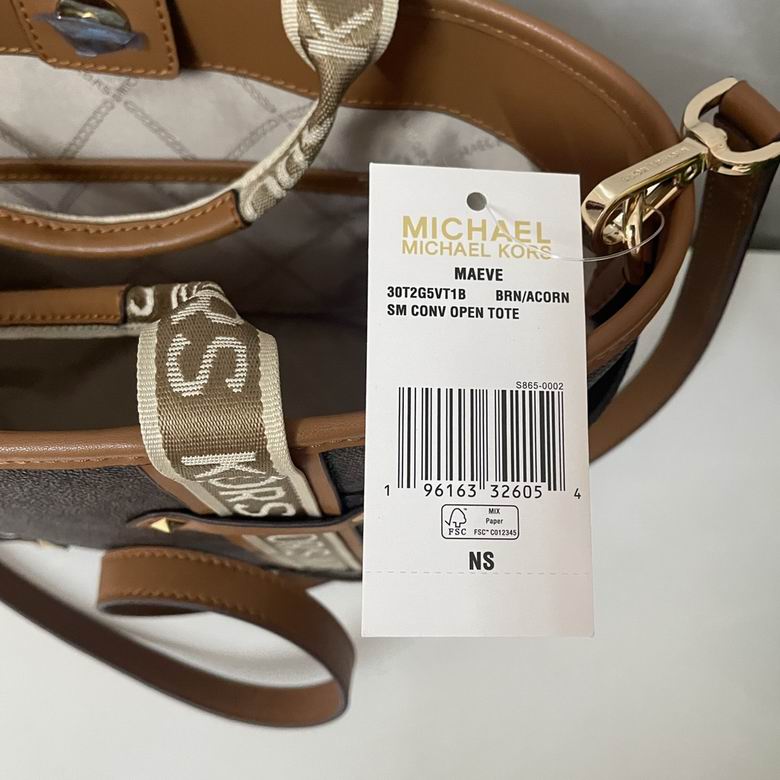 MICHAEL
MICHAEL KORS
MAEVE
30T2G5VT1B BRN/ACORN
SM CONV OPEN TOTE
S865-0002
1 96163 32605 4
MIX
Paper
FSC™ C012345
FSC
NS
KORS